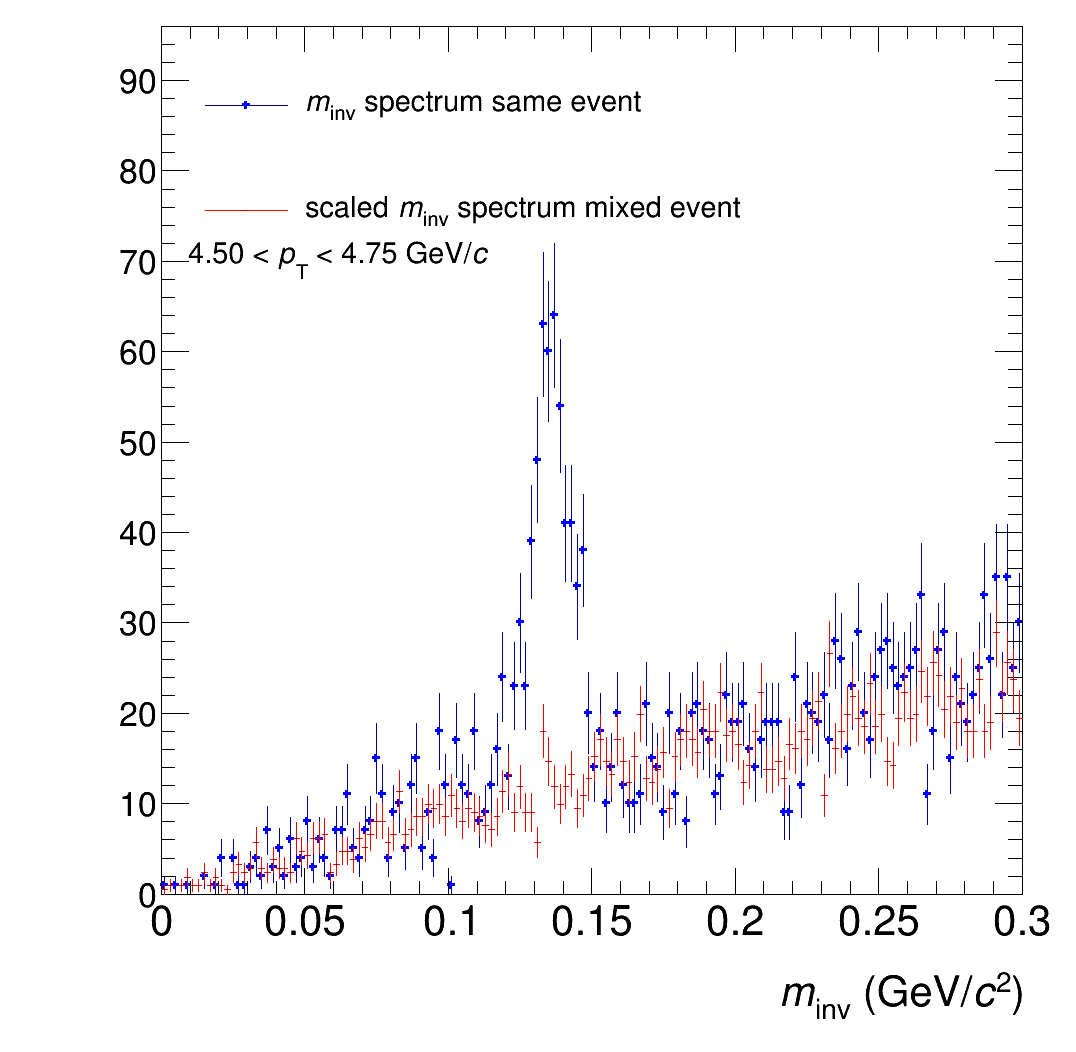 90
m_inv spectrum same event
80
scaled m_inv spectrum mixed event
4.50 < p_T < 4.75 GeV/c
70
60
50
40
30
20
10
0
0 0.05 0.1 0.15 0.2 0.25 0.3
m_inv (GeV/c²)